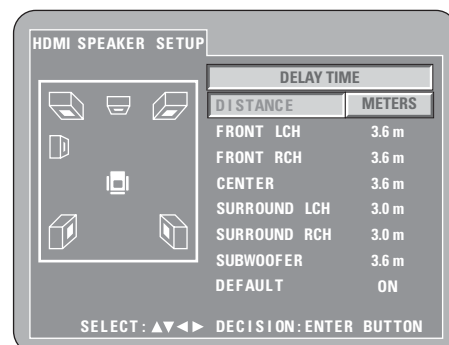 HDMI SPEAKER SETUP
DELAY TIME
DISTANCE METERS
FRONT LCH 3.6 m
FRONT RCH 3.6 m
CENTER 3.6 m
SURROUND LCH 3.0 m
SURROUND RCH 3.0 m
SUBWOOFER 3.6 m
DEFAULT ON
SELECT:▲▼◄► DECISION:ENTER BUTTON